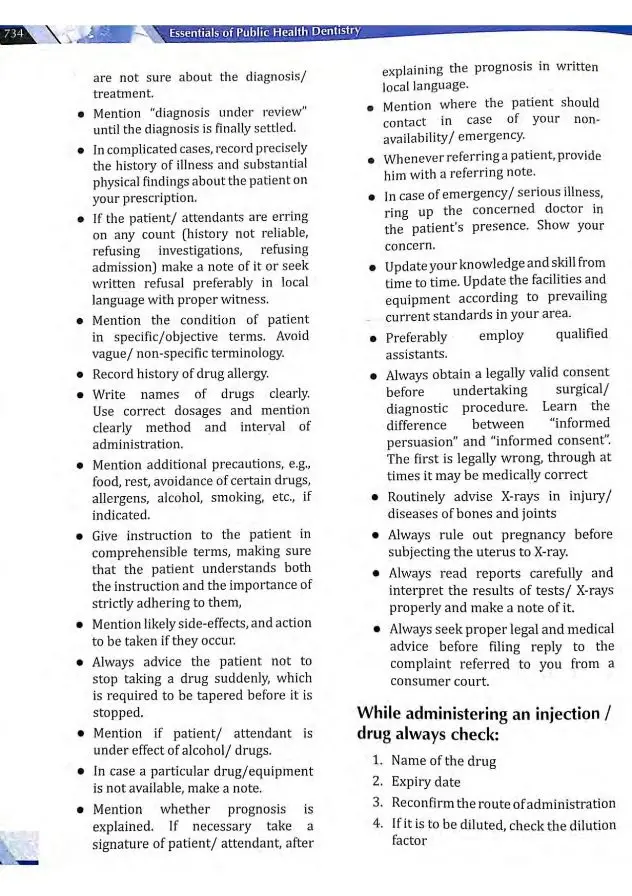 734
Essentials of Public Health Dentistry
are not sure about the diagnosis/
treatment.
● Mention "diagnosis under review"
until the diagnosis is finally settled.
● In complicated cases, record precisely
the history of illness and substantial
physical findings about the patient on
your prescription.
● If the patient/ attendants are erring
on any count (history not reliable,
refusing investigations, refusing
admission) make a note of it or seek
written refusal preferably in local
language with proper witness.
● Mention the condition of patient
in specific/objective terms. Avoid
vague/ non-specific terminology.
● Record history of drug allergy.
● Write names of drugs clearly.
Use correct dosages and mention
clearly method and interval of
administration.
● Mention additional precautions, e.g.,
food, rest, avoidance of certain drugs,
allergens, alcohol, smoking, etc., if
indicated.
● Give instruction to the patient in
comprehensible terms, making sure
that the patient understands both
the instruction and the importance of
strictly adhering to them,
● Mention likely side-effects, and action
to be taken if they occur.
● Always advice the patient not to
stop taking a drug suddenly, which
is required to be tapered before it is
stopped.
● Mention if patient/ attendant is
under effect of alcohol/ drugs.
● In case a particular drug/equipment
is not available, make a note.
● Mention whether prognosis is
explained. If necessary take a
signature of patient/ attendant, after
explaining the prognosis in written
local language.
● Mention where the patient should
contact in case of your non-
availability/ emergency.
● Whenever referring a patient, provide
him with a referring note.
● In case of emergency/ serious illness,
ring up the concerned doctor in
the patient's presence. Show your
concern.
● Update your knowledge and skill from
time to time. Update the facilities and
equipment according to prevailing
current standards in your area.
● Preferably employ qualified
assistants.
● Always obtain a legally valid consent
before undertaking surgical/
diagnostic procedure. Learn the
difference between "informed
persuasion" and "informed consent".
The first is legally wrong, through at
times it may be medically correct
● Routinely advise X-rays in injury/
diseases of bones and joints
● Always rule out pregnancy before
subjecting the uterus to X-ray.
● Always read reports carefully and
interpret the results of tests/ X-rays
properly and make a note of it.
● Always seek proper legal and medical
advice before filing reply to the
complaint referred to you from a
consumer court.
While administering an injection /
drug always check:
1. Name of the drug
2. Expiry date
3. Reconfirm the route of administration
4. If it is to be diluted, check the dilution
factor